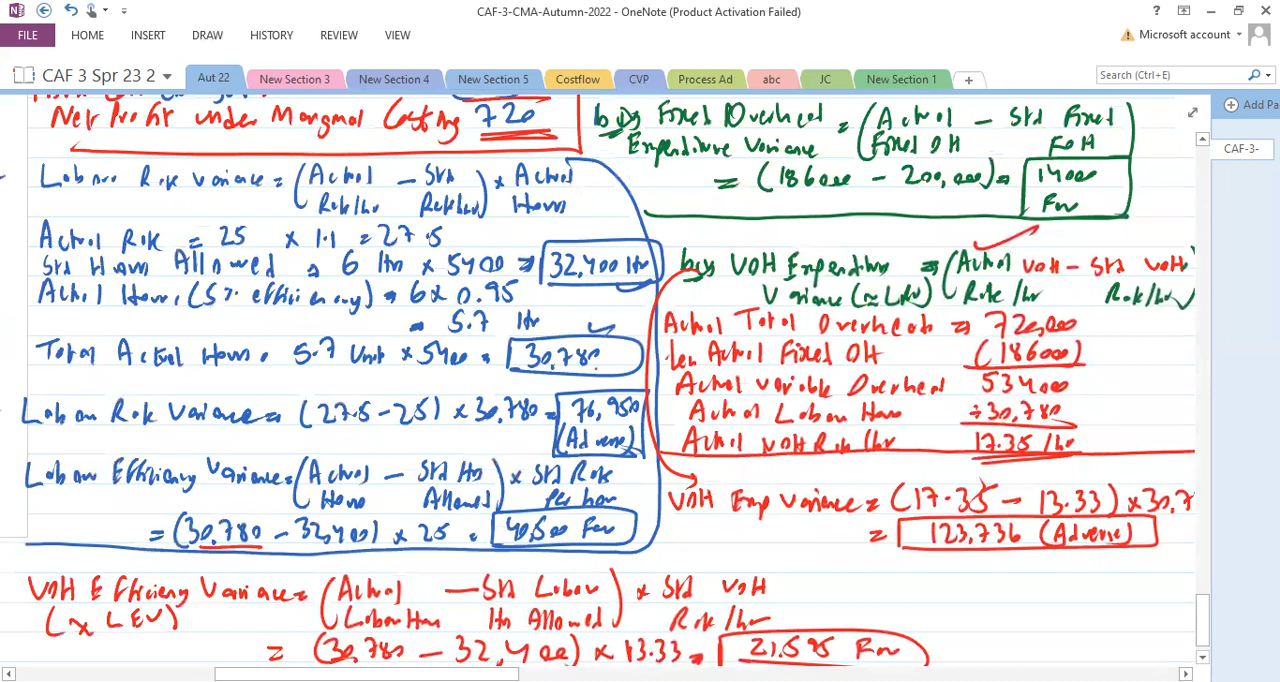 CAF-3-CMA-Autumn-2022 - OneNote (Product Activation Failed)
FILE HOME INSERT DRAW HISTORY REVIEW VIEW
Microsoft account
CAF 3 Spr 23 2
Aut 22 New Section 3 New Section 4 New Section 5 Costflow CVP Process Ad abc JC New Section 1
Search (Ctrl+E)
Add Pa
CAF-3-
Net Profit under Marginal Costing 720
Labour Rate Variance = (Actual Rate/hr - Std Rate/hr) × Actual Hours
Actual Rate = 25 × 1.1 = 27.5
Std Hours Allowed = 6 Hr × 5400 = 32,400 Hr
Actual Hours (5% efficiency) = 6 × 0.95
= 5.7 Hr
Total Actual Hours = 5.7 Unit × 5400 = 30,780
Labour Rate Variance = (27.5 - 25) × 30,780 = 76,950 (Adverse)
Labour Efficiency Variance = (Actual Hours - Std Hrs Allowed) × Std Rate Per hour
= (30,780 - 32,400) × 25 = 40,500 Fav
VOH Efficiency Variance = (Actual Labour Hour - Std Labour Hr Allowed) × Std VOH Rate/hr
(≈ LEV)
= (30,780 - 32,400) × 13.33 = 21,595 Fav
Fixed Overhead Expenditure Variance = (Actual Fixed OH - Std Fixed FOH)
= (186000 - 200,000) = 14000 Fav
VOH Expenditure Variance (≈ LRV) = (Actual VOH Rate/hr - Std VOH Rate/hr)
Actual Total Overheads = 720,000
Less Actual Fixed OH (186000)
Actual Variable Overhead 534000
Actual Labour Hours ÷30,780
Actual VOH Rate/hr 17.35/hr
VOH Exp Variance = (17.35 - 13.33) × 30,7
= 123,736 (Adverse)